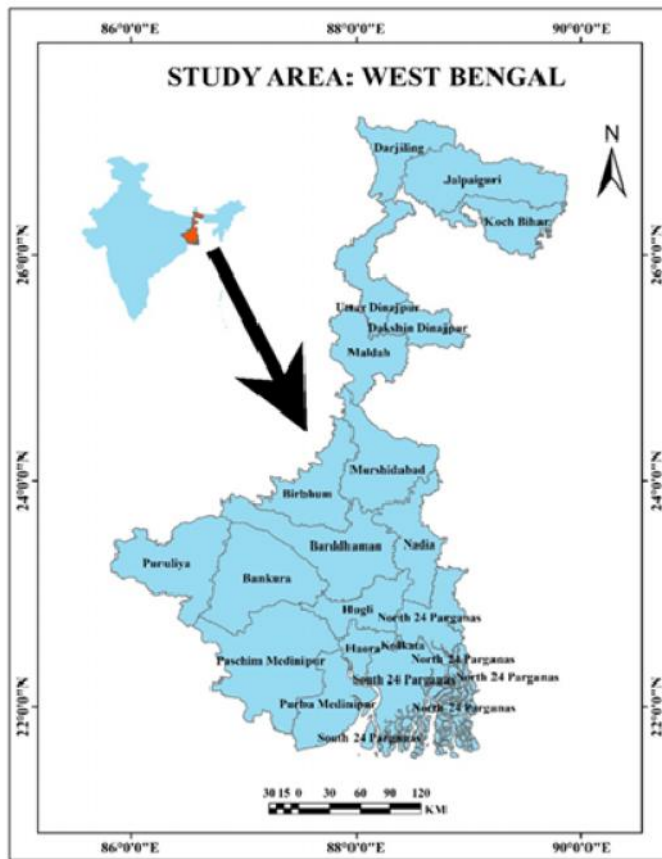 86°0'0"E 88°0'0"E 90°0'0"E
STUDY AREA: WEST BENGAL
N
Darjiling
Jalpaiguri
Koch Bihar
26°0'0"N 26°0'0"N
Uttar Dinajpur
Dakshin Dinajpur
Maldah
24°0'0"N 24°0'0"N
Murshidabad
Birbhum
Barddhaman
Nadia
Puruliya
Bankura
Hugli
North 24 Parganas
Haora
Kolkata
Paschim Medinipur
North 24 Parganas
South 24 Parganas
North 24 Parganas
22°0'0"N 22°0'0"N
Purba Medinipur
North 24 Parganas
South 24 Parganas
30 15 0 30 60 90 120
KM
86°0'0"E 88°0'0"E 90°0'0"E